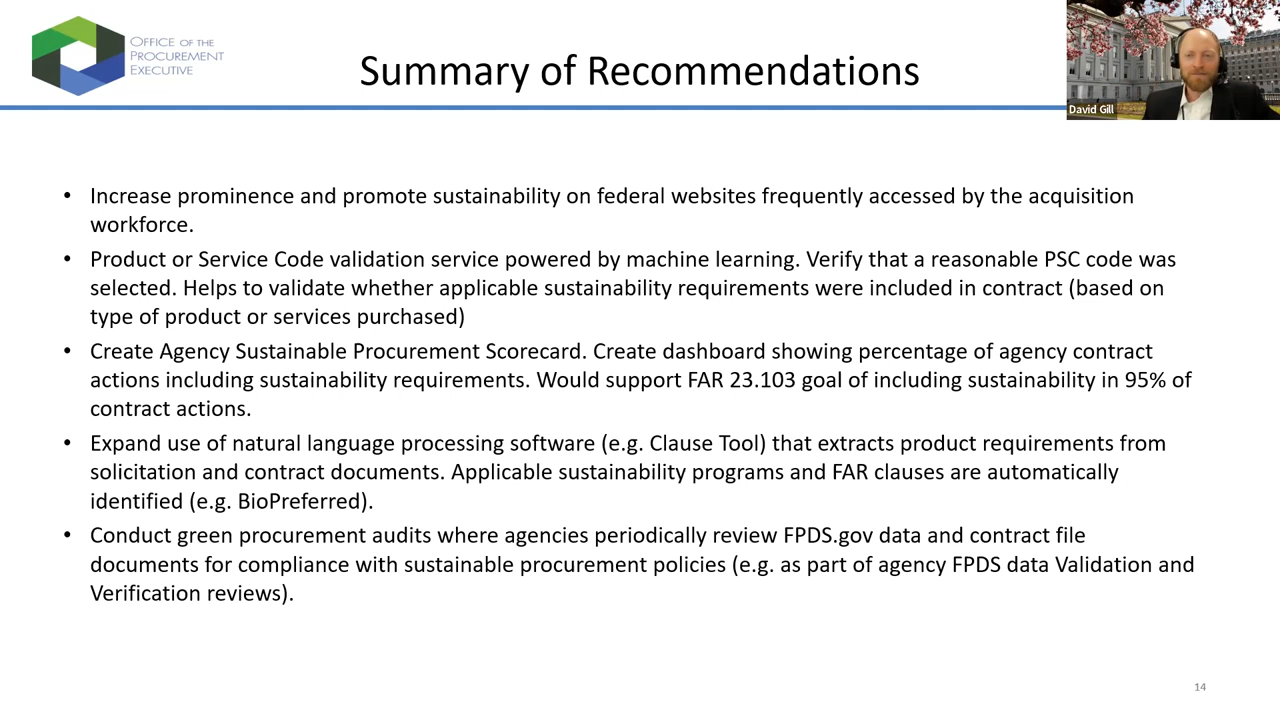 OFFICE OF THE
PROCUREMENT
EXECUTIVE
Summary of Recommendations
David Gill
• Increase prominence and promote sustainability on federal websites frequently accessed by the acquisition
workforce.
• Product or Service Code validation service powered by machine learning. Verify that a reasonable PSC code was
selected. Helps to validate whether applicable sustainability requirements were included in contract (based on
type of product or services purchased)
• Create Agency Sustainable Procurement Scorecard. Create dashboard showing percentage of agency contract
actions including sustainability requirements. Would support FAR 23.103 goal of including sustainability in 95% of
contract actions.
• Expand use of natural language processing software (e.g. Clause Tool) that extracts product requirements from
solicitation and contract documents. Applicable sustainability programs and FAR clauses are automatically
identified (e.g. BioPreferred).
• Conduct green procurement audits where agencies periodically review FPDS.gov data and contract file
documents for compliance with sustainable procurement policies (e.g. as part of agency FPDS data Validation and
Verification reviews).
14